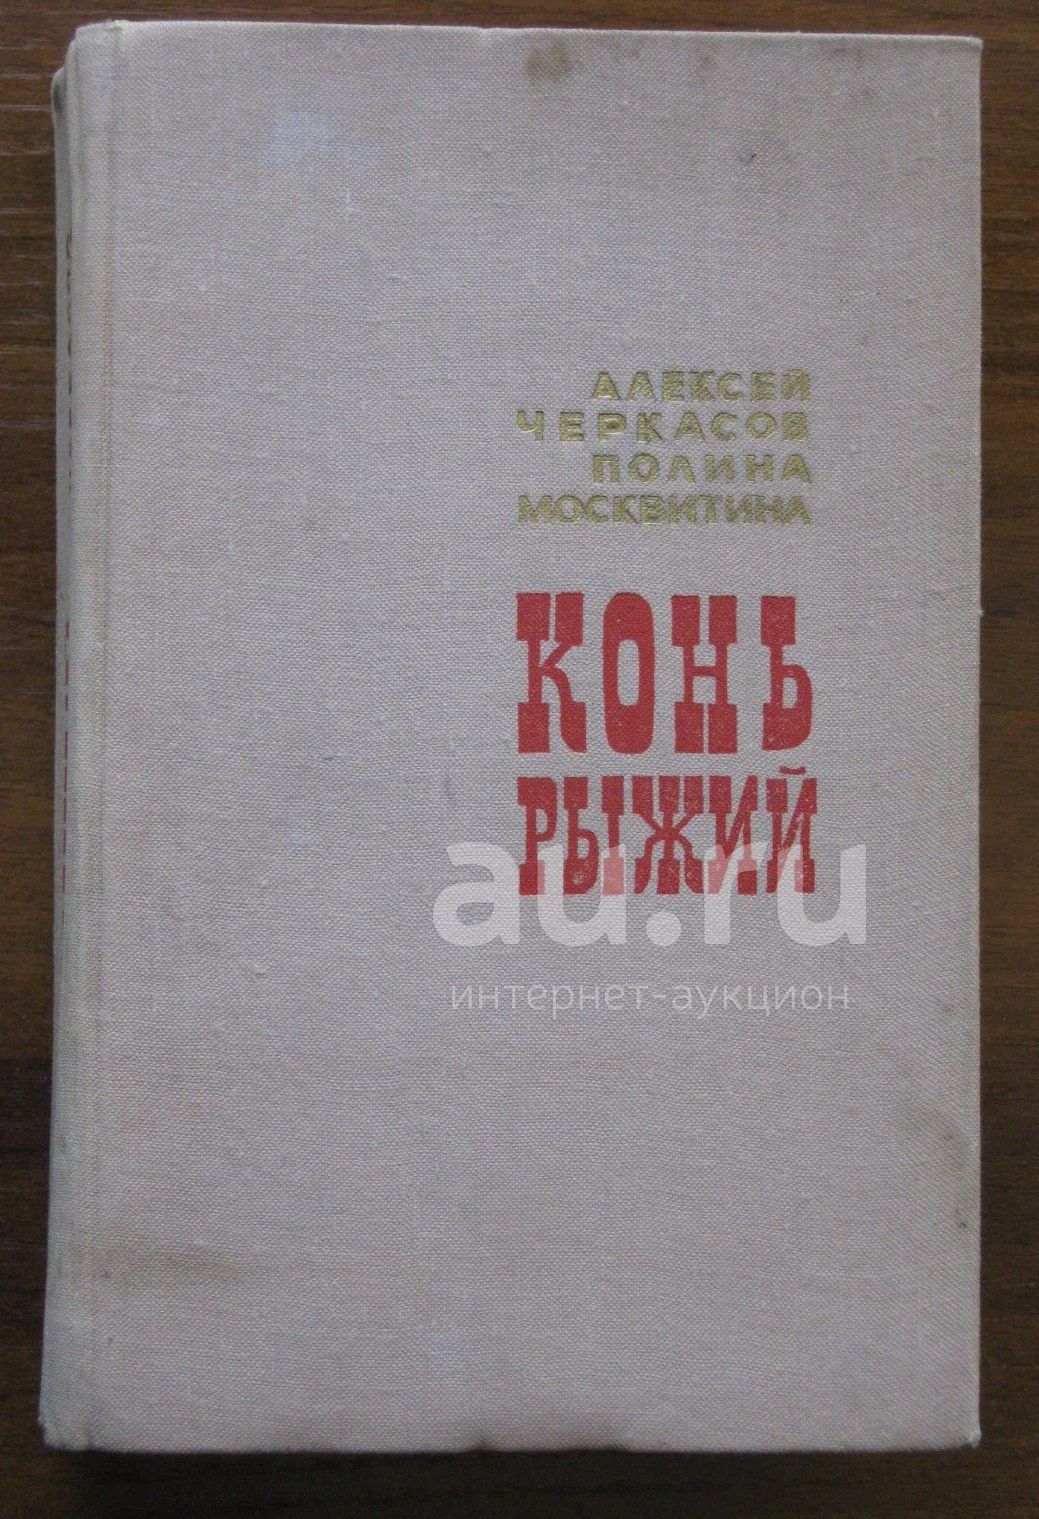 АЛЕКСЕЙ
ЧЕРКАСОВ
ПОЛИНА
МОСКВИТИНА
КОНЬ
РЫЖИЙ
au.ru
интернет-аукцион